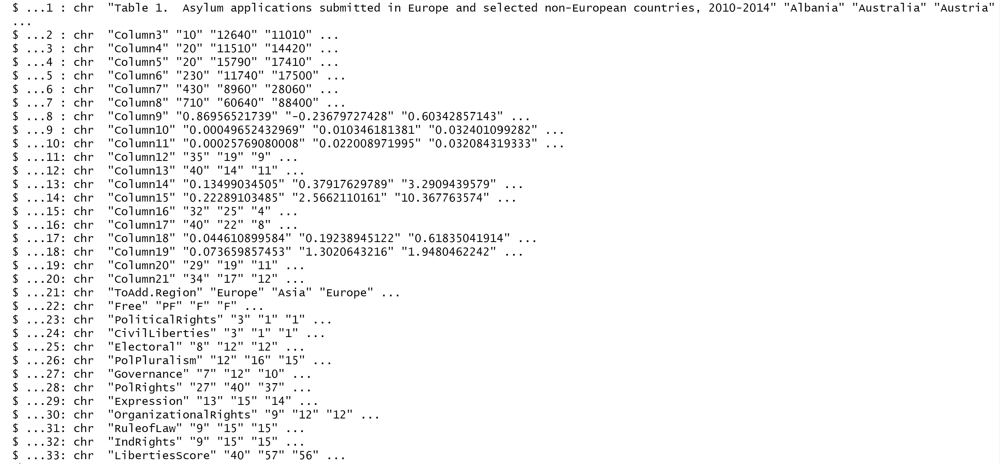 $ ...1 : chr  "Table 1.  Asylum applications submitted in Europe and selected non-European countries, 2010-2014" "Albania" "Australia" "Austria"
...
$ ...2 : chr  "Column3" "10" "12640" "11010" ...
$ ...3 : chr  "Column4" "20" "11510" "14420" ...
$ ...4 : chr  "Column5" "20" "15790" "17410" ...
$ ...5 : chr  "Column6" "230" "11740" "17500" ...
$ ...6 : chr  "Column7" "430" "8960" "28060" ...
$ ...7 : chr  "Column8" "710" "60640" "88400" ...
$ ...8 : chr  "Column9" "0.86956521739" "-0.23679727428" "0.60342857143" ...
$ ...9 : chr  "Column10" "0.00049652432969" "0.010346181381" "0.032401099282" ...
$ ...10: chr  "Column11" "0.00025769080008" "0.022008971995" "0.032084319333" ...
$ ...11: chr  "Column12" "35" "19" "9" ...
$ ...12: chr  "Column13" "40" "14" "11" ...
$ ...13: chr  "Column14" "0.13499034505" "0.37917629789" "3.2909439579" ...
$ ...14: chr  "Column15" "0.22289103485" "2.5662110161" "10.367763574" ...
$ ...15: chr  "Column16" "32" "25" "4" ...
$ ...16: chr  "Column17" "40" "22" "8" ...
$ ...17: chr  "Column18" "0.044610899584" "0.19238945122" "0.61835041914" ...
$ ...18: chr  "Column19" "0.073659857453" "1.3020643216" "1.9480462242" ...
$ ...19: chr  "Column20" "29" "19" "11" ...
$ ...20: chr  "Column21" "34" "17" "12" ...
$ ...21: chr  "ToAdd.Region" "Europe" "Asia" "Europe" ...
$ ...22: chr  "Free" "PF" "F" "F" ...
$ ...23: chr  "PoliticalRights" "3" "1" "1" ...
$ ...24: chr  "CivilLiberties" "3" "1" "1" ...
$ ...25: chr  "Electoral" "8" "12" "12" ...
$ ...26: chr  "PolPluralism" "12" "16" "15" ...
$ ...27: chr  "Governance" "7" "12" "10" ...
$ ...28: chr  "PolRights" "27" "40" "37" ...
$ ...29: chr  "Expression" "13" "15" "14" ...
$ ...30: chr  "OrganizationalRights" "9" "12" "12" ...
$ ...31: chr  "RuleofLaw" "9" "15" "15" ...
$ ...32: chr  "IndRights" "9" "15" "15" ...
$ ...33: chr  "LibertiesScore" "40" "57" "56" ...